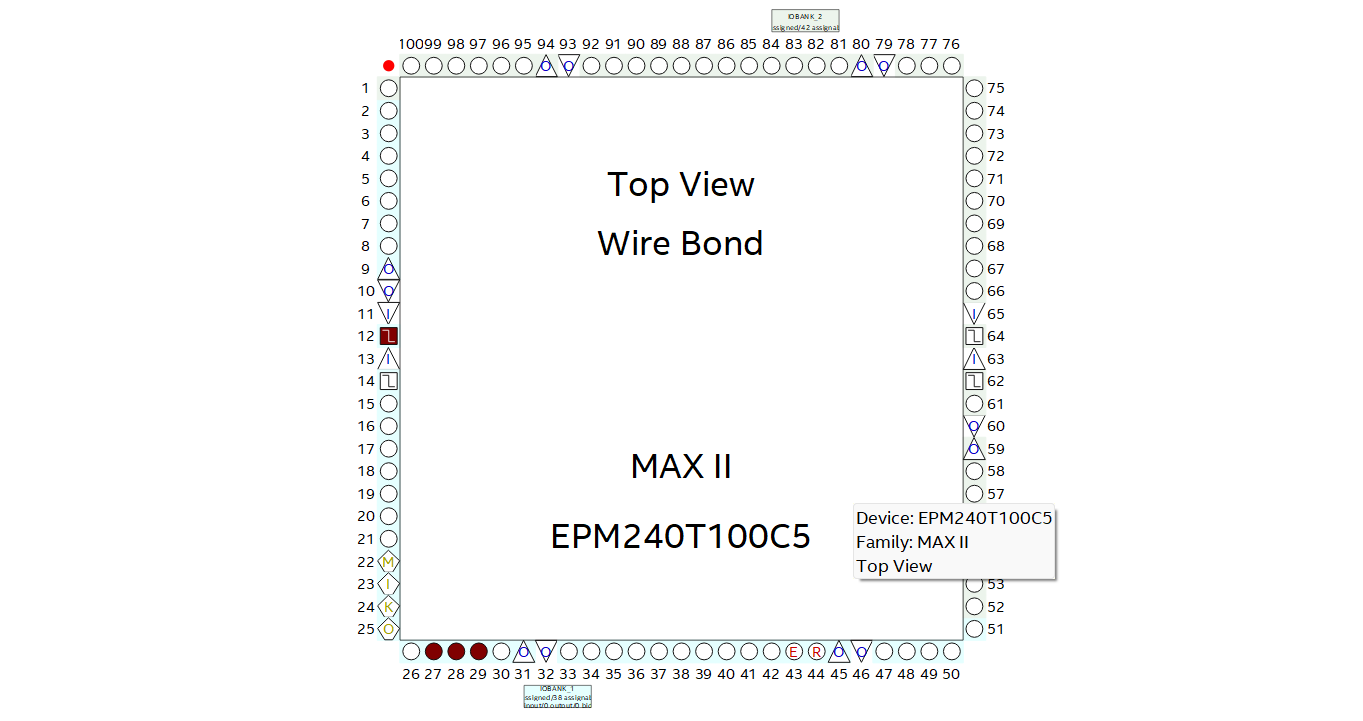 IOBANK_2
ssigned/42 assignal
100 99 98 97 96 95 94 93 92 91 90 89 88 87 86 85 84 83 82 81 80 79 78 77 76
O O O O
1 75
2 74
3 73
4 72
5 71
6 70
7 69
8 68
9 O 67
10 O 66
11 I I 65
12 64
13 I I 63
14 62
15 61
16 O 60
17 O 59
18 58
19 57
20
21
22 M
23 I 53
24 K 52
25 O 51
Top View
Wire Bond
MAX II
EPM240T100C5
Device: EPM240T100C5
Family: MAX II
Top View
O O E R O O
26 27 28 29 30 31 32 33 34 35 36 37 38 39 40 41 42 43 44 45 46 47 48 49 50
IOBANK_1
ssigned/38 assignal